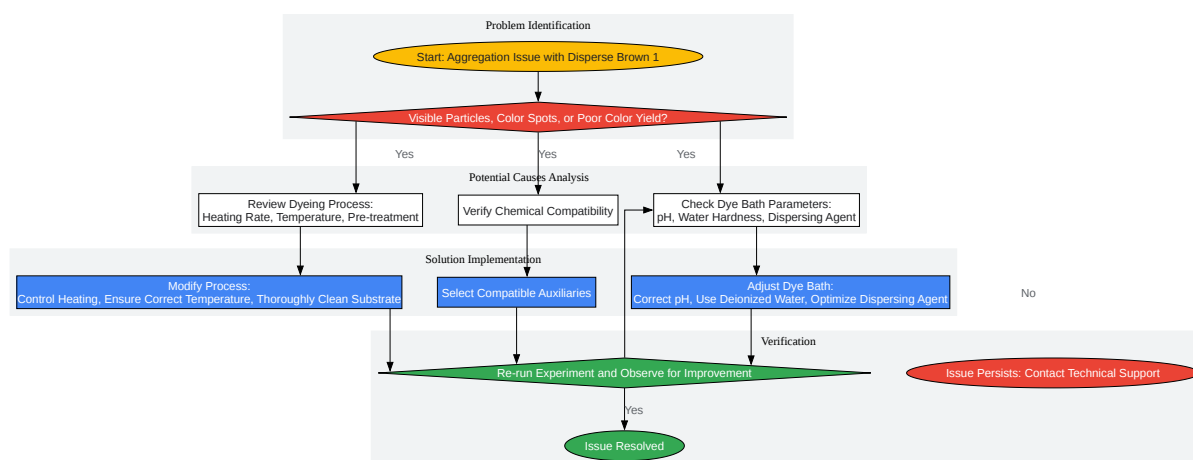 Problem Identification
Start: Aggregation Issue with Disperse Brown 1
Visible Particles, Color Spots, or Poor Color Yield?
Yes
Yes
Yes
Potential Causes Analysis
Review Dyeing Process:
Heating Rate, Temperature, Pre-treatment
Verify Chemical Compatibility
Check Dye Bath Parameters:
pH, Water Hardness, Dispersing Agent
Solution Implementation
Modify Process:
Control Heating, Ensure Correct Temperature, Thoroughly Clean Substrate
Select Compatible Auxiliaries
Adjust Dye Bath:
Correct pH, Use Deionized Water, Optimize Dispersing Agent
No
Verification
Re-run Experiment and Observe for Improvement
Issue Persists: Contact Technical Support
Yes
Issue Resolved